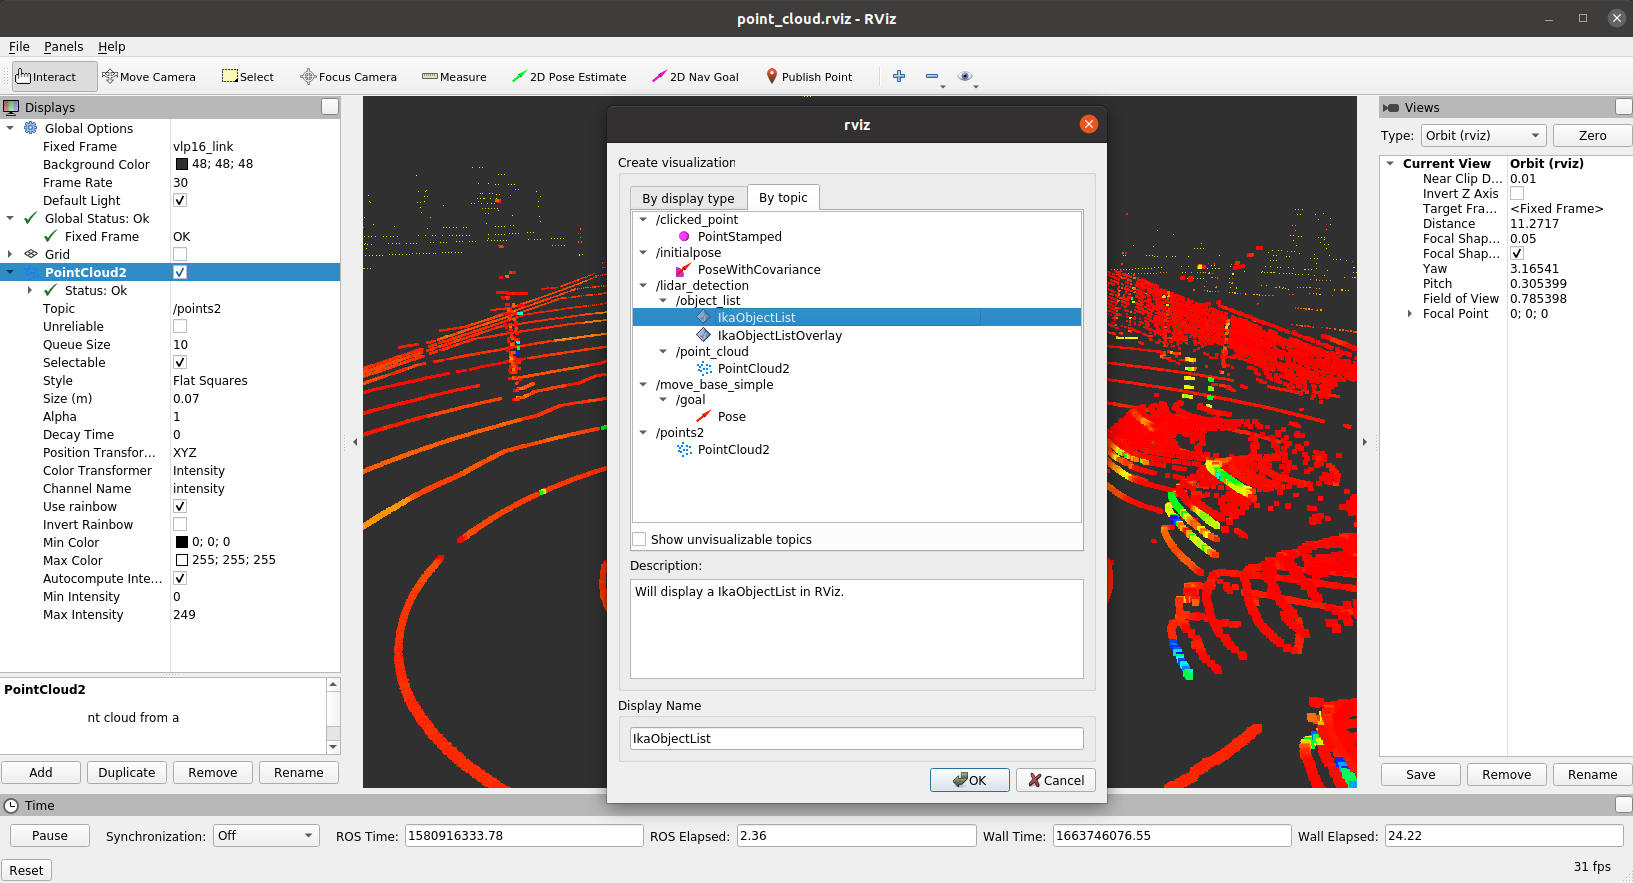 point_cloud.rviz - RViz
File Panels Help
Interact Move Camera Select Focus Camera Measure 2D Pose Estimate 2D Nav Goal Publish Point
Displays
Global Options
Fixed Frame vlp16_link
Background Color 48; 48; 48
Frame Rate 30
Default Light
Global Status: Ok
Fixed Frame OK
Grid
PointCloud2
Status: Ok
Topic /points2
Unreliable
Queue Size 10
Selectable
Style Flat Squares
Size (m) 0.07
Alpha 1
Decay Time 0
Position Transfor... XYZ
Color Transformer Intensity
Channel Name intensity
Use rainbow
Invert Rainbow
Min Color 0; 0; 0
Max Color 255; 255; 255
Autocompute Inte...
Min Intensity 0
Max Intensity 249
PointCloud2
nt cloud from a
Add Duplicate Remove Rename
rviz
Create visualization
By display type By topic
/clicked_point
PointStamped
/initialpose
PoseWithCovariance
/lidar_detection
/object_list
IkaObjectList
IkaObjectListOverlay
/point_cloud
PointCloud2
/move_base_simple
/goal
Pose
/points2
PointCloud2
Show unvisualizable topics
Description:
Will display a IkaObjectList in RViz.
Display Name
IkaObjectList
OK Cancel
Views
Type: Orbit (rviz) Zero
Current View Orbit (rviz)
Near Clip D... 0.01
Invert Z Axis
Target Fra... <Fixed Frame>
Distance 11.2717
Focal Shap... 0.05
Focal Shap...
Yaw 3.16541
Pitch 0.305399
Field of View 0.785398
Focal Point 0; 0; 0
Save Remove Rename
Time
Pause Synchronization: Off ROS Time: 1580916333.78 ROS Elapsed: 2.36 Wall Time: 1663746076.55 Wall Elapsed: 24.22
Reset 31 fps